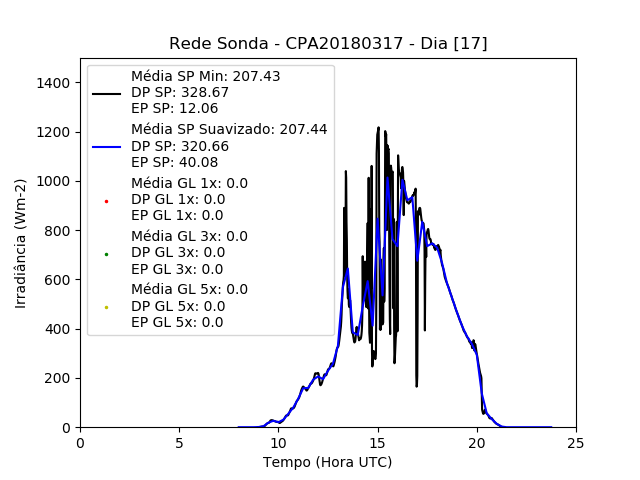 Rede Sonda - CPA20180317 - Dia [17]
Média SP Min: 207.43
DP SP: 328.67
EP SP: 12.06
Média SP Suavizado: 207.44
DP SP: 320.66
EP SP: 40.08
Média GL 1x: 0.0
DP GL 1x: 0.0
EP GL 1x: 0.0
Média GL 3x: 0.0
DP GL 3x: 0.0
EP GL 3x: 0.0
Média GL 5x: 0.0
DP GL 5x: 0.0
EP GL 5x: 0.0
Irradiância (Wm-2)
1400
1200
1000
800
600
400
200
0
0 5 10 15 20 25
Tempo (Hora UTC)